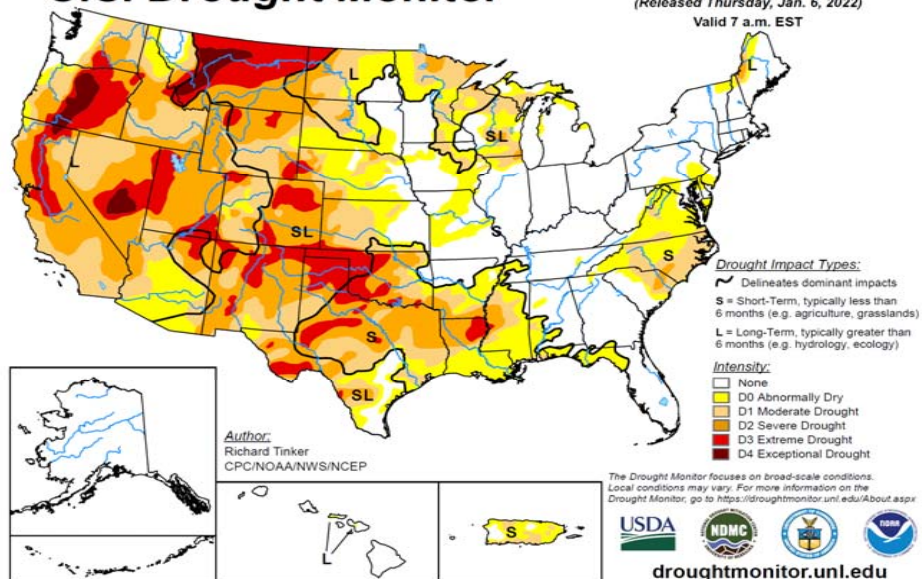 U.S. Drought Monitor
(Released Thursday, Jan. 6, 2022)
Valid 7 a.m. EST
L
L
SL
L
SL
S
S
S
SL
L
S
Drought Impact Types:
Delineates dominant impacts
S = Short-Term, typically less than
6 months (e.g. agriculture, grasslands)
L = Long-Term, typically greater than
6 months (e.g. hydrology, ecology)
Intensity:
None
D0 Abnormally Dry
D1 Moderate Drought
D2 Severe Drought
D3 Extreme Drought
D4 Exceptional Drought
Author:
Richard Tinker
CPC/NOAA/NWS/NCEP
The Drought Monitor focuses on broad-scale conditions.
Local conditions may vary. For more information on the
Drought Monitor, go to https://droughtmonitor.unl.edu/About.aspx
USDA
NDMC
NOAA
droughtmonitor.unl.edu